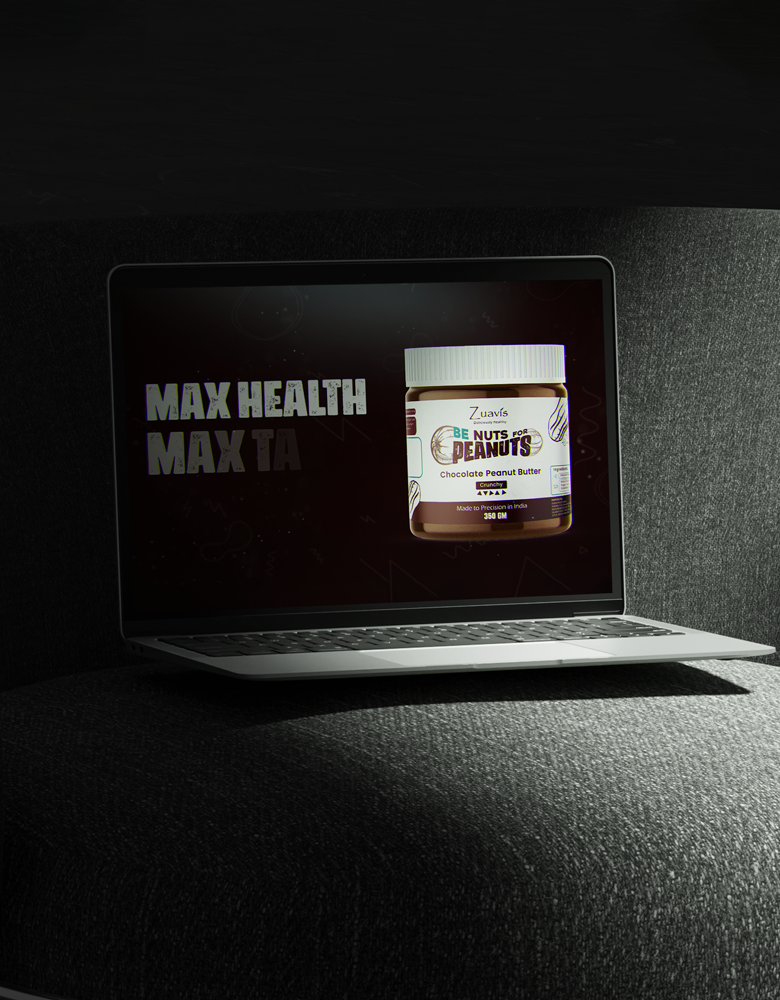 MAX HEALTH
MAX TA
Zuavis
Deliciously Healthy
BE NUTS FOR
PEANUTS
Chocolate Peanut Butter
Crunchy
Made to Precision in India
350 GM
Ingredients